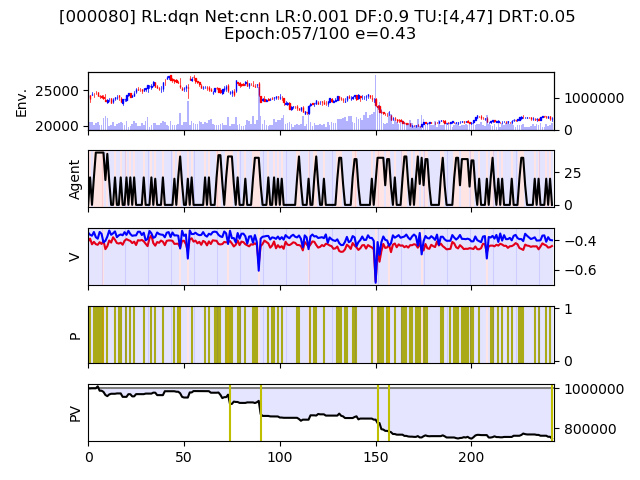 [000080] RL:dqn Net:cnn LR:0.001 DF:0.9 TU:[4,47] DRT:0.05
Epoch:057/100 e=0.43
Env.
25000
20000
1000000
0
Agent
25
0
V
−0.4
−0.6
P
1
0
PV
1000000
800000
0
50
100
150
200